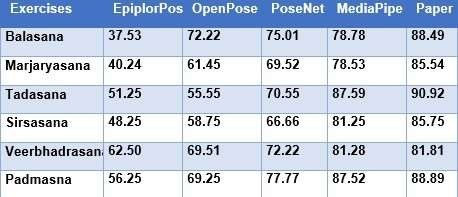 Exercises EpiplorPos OpenPose PoseNet MediaPipe Paper
Balasana 37.53 72.22 75.01 78.78 88.49
Marjaryasana 40.24 61.45 69.52 78.53 85.54
Tadasana 51.25 55.55 70.55 87.59 90.92
Sirsasana 48.25 58.75 66.66 81.25 85.75
Veerbhadrasana 62.50 69.51 72.22 81.28 81.81
Padmasna 56.25 69.25 77.77 87.52 88.89